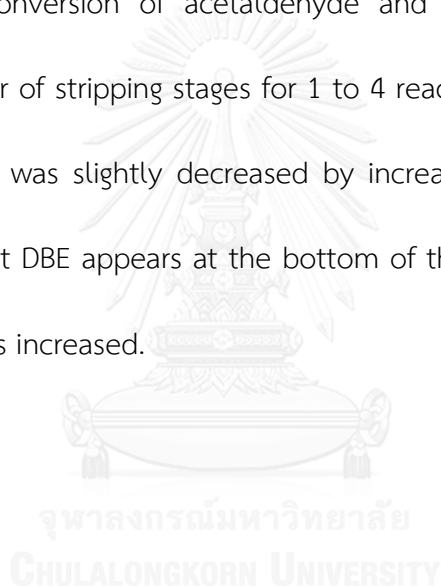 conversion of acetaldehyde and
r of stripping stages for 1 to 4 reac
was slightly decreased by increa
t DBE appears at the bottom of th
s increased.
จุฬาลงกรณ์มหาวิทยาลัย
CHULALONGKORN UNIVERSITY